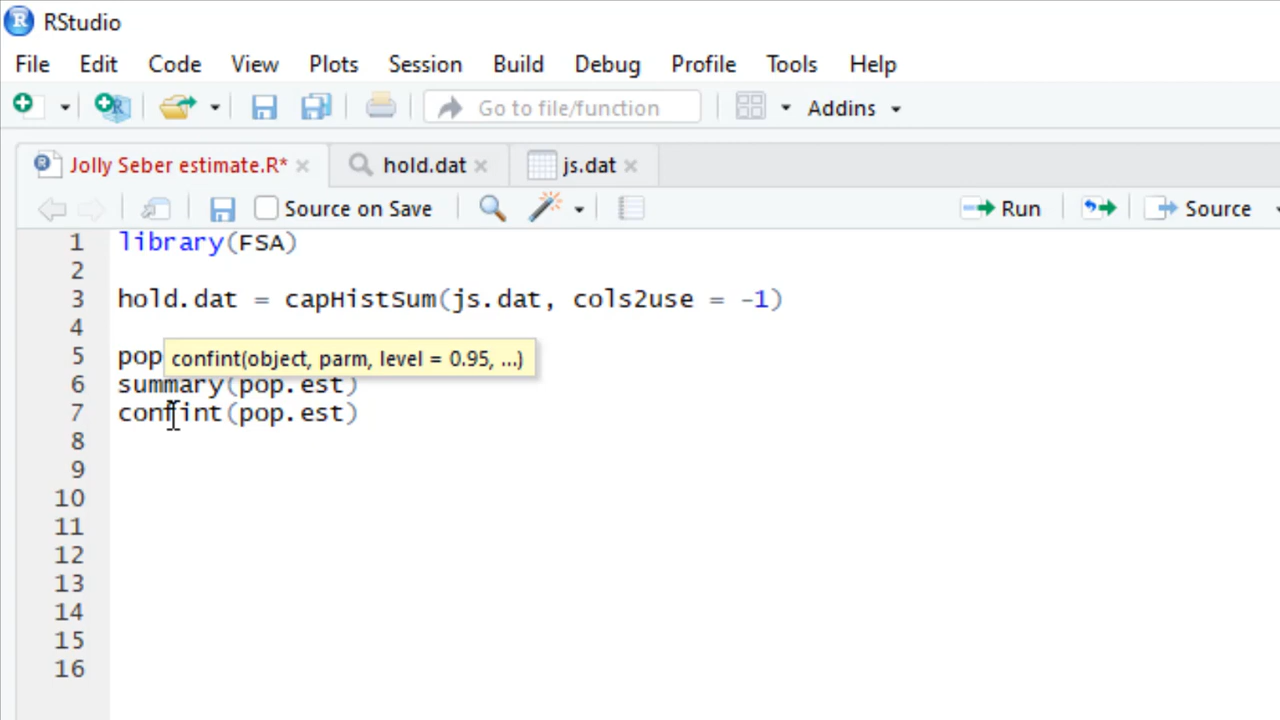 RStudio
File Edit Code View Plots Session Build Debug Profile Tools Help
Go to file/function Addins
Jolly Seber estimate.R* hold.dat js.dat
Source on Save Run Source
1 library(FSA)
2
3 hold.dat = capHistSum(js.dat, cols2use = -1)
4
5 pop
confint(object, parm, level = 0.95, ...)
6 summary(pop.est)
7 confint(pop.est)
8
9
10
11
12
13
14
15
16